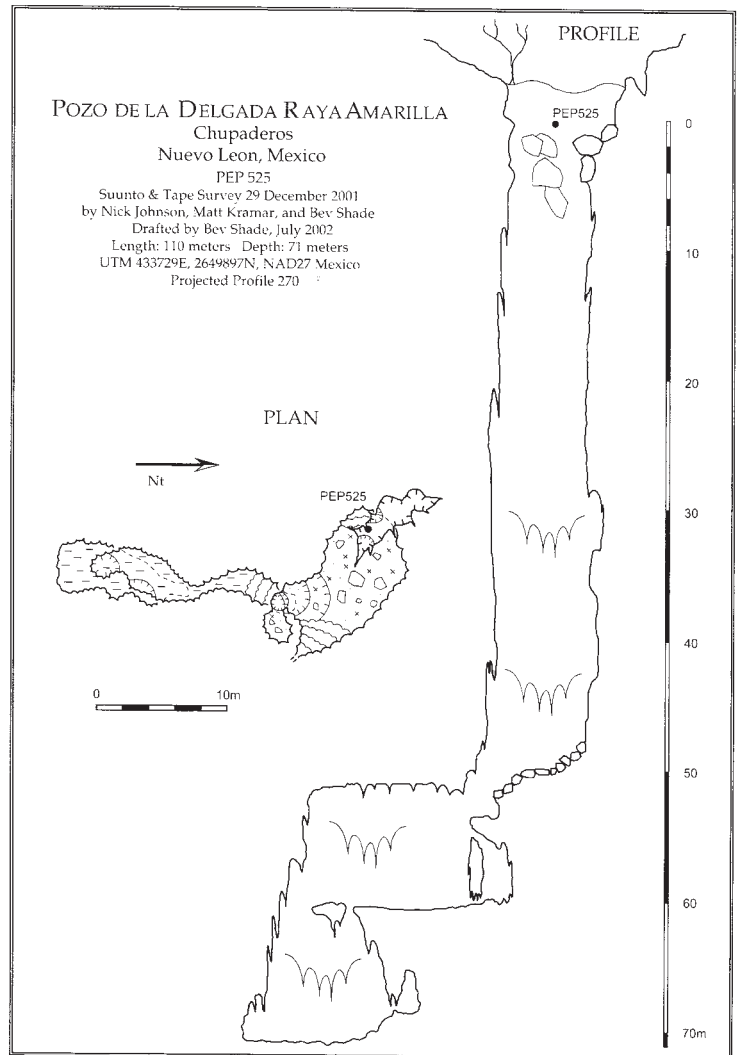 PROFILE
POZO DE LA DELGADA RAYA AMARILLA
Chupaderos
Nuevo Leon, Mexico
PEP 525
Suunto & Tape Survey 29 December 2001
by Nick Johnson, Matt Kramar, and Bev Shade
Drafted by Bev Shade, July 2002
Length: 110 meters Depth: 71 meters
UTM 433729E, 2649897N, NAD27 Mexico
Projected Profile 270
PEP525
0
10
20
30
40
50
60
70m
PLAN
Nt
PEP525
0 10m